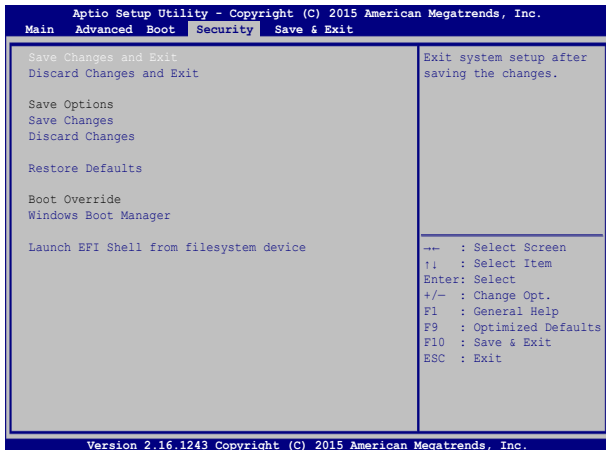 Aptio Setup Utility - Copyright (C) 2015 American Megatrends, Inc.
Main Advanced Boot Security Save & Exit
Save Changes and Exit
Discard Changes and Exit
Save Options
Save Changes
Discard Changes
Restore Defaults
Boot Override
Windows Boot Manager
Launch EFI Shell from filesystem device
Exit system setup after
saving the changes.
→← : Select Screen
↑↓ : Select Item
Enter: Select
+/— : Change Opt.
F1 : General Help
F9 : Optimized Defaults
F10 : Save & Exit
ESC : Exit
Version 2.16.1243 Copyright (C) 2015 American Megatrends, Inc.